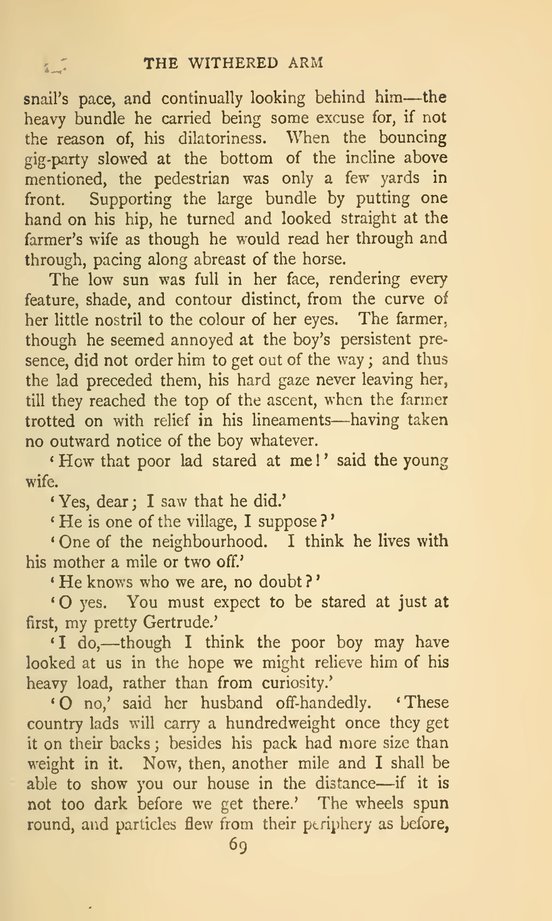 THE WITHERED ARM
snail's pace, and continually looking behind him—the
heavy bundle he carried being some excuse for, if not
the reason of, his dilatoriness. When the bouncing
gig-party slowed at the bottom of the incline above
mentioned, the pedestrian was only a few yards in
front. Supporting the large bundle by putting one
hand on his hip, he turned and looked straight at the
farmer's wife as though he would read her through and
through, pacing along abreast of the horse.
The low sun was full in her face, rendering every
feature, shade, and contour distinct, from the curve of
her little nostril to the colour of her eyes. The farmer,
though he seemed annoyed at the boy's persistent pre-
sence, did not order him to get out of the way; and thus
the lad preceded them, his hard gaze never leaving her,
till they reached the top of the ascent, when the farmer
trotted on with relief in his lineaments—having taken
no outward notice of the boy whatever.
‘How that poor lad stared at me!’ said the young
wife.
‘Yes, dear; I saw that he did.’
‘He is one of the village, I suppose?’
‘One of the neighbourhood. I think he lives with
his mother a mile or two off.’
‘He knows who we are, no doubt?’
‘O yes. You must expect to be stared at just at
first, my pretty Gertrude.’
‘I do,—though I think the poor boy may have
looked at us in the hope we might relieve him of his
heavy load, rather than from curiosity.’
‘O no,’ said her husband off-handedly. ‘These
country lads will carry a hundredweight once they get
it on their backs; besides his pack had more size than
weight in it. Now, then, another mile and I shall be
able to show you our house in the distance—if it is
not too dark before we get there.’ The wheels spun
round, and particles flew from their periphery as before,
69